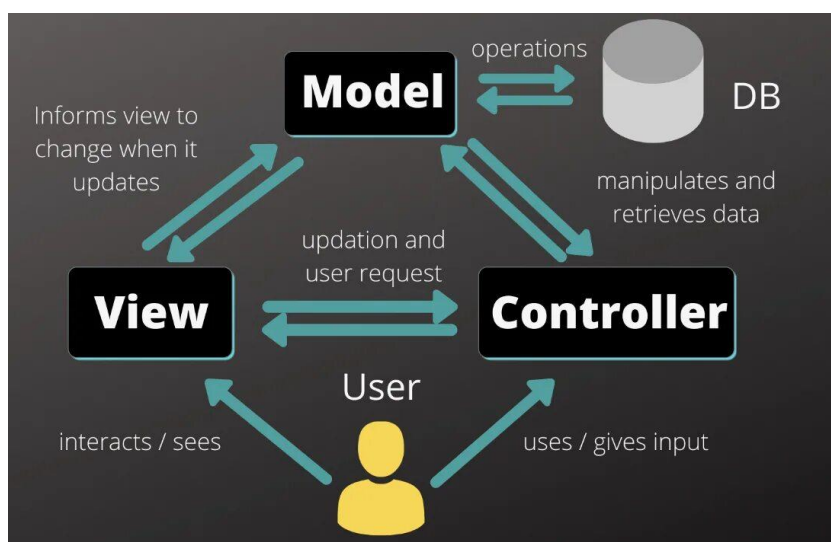 operations
Model
DB
Informs view to
change when it
updates
manipulates and
retrieves data
updation and
user request
View
Controller
User
interacts / sees
uses / gives input